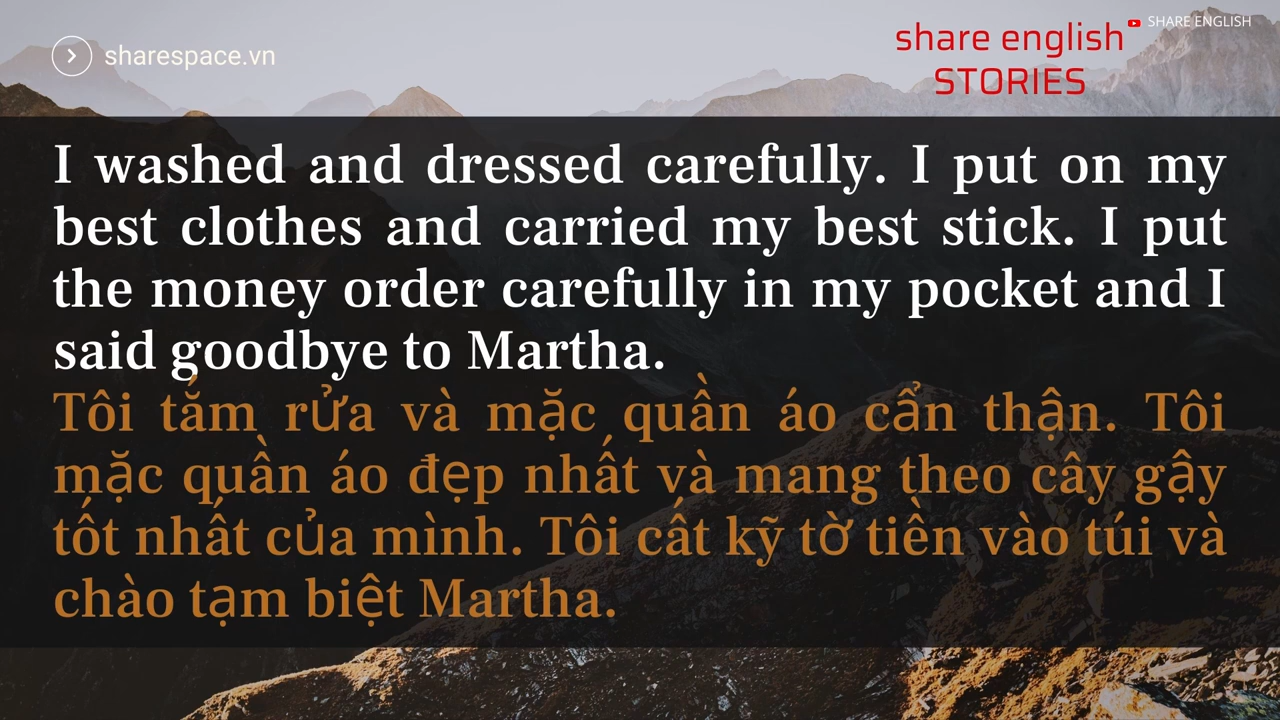 sharespace.vn
share english
STORIES
SHARE ENGLISH
I washed and dressed carefully. I put on my
best clothes and carried my best stick. I put
the money order carefully in my pocket and I
said goodbye to Martha.
Tôi tắm rửa và mặc quần áo cẩn thận. Tôi
mặc quần áo đẹp nhất và mang theo cây gậy
tốt nhất của mình. Tôi cất kỹ tờ tiền vào túi và
chào tạm biệt Martha.